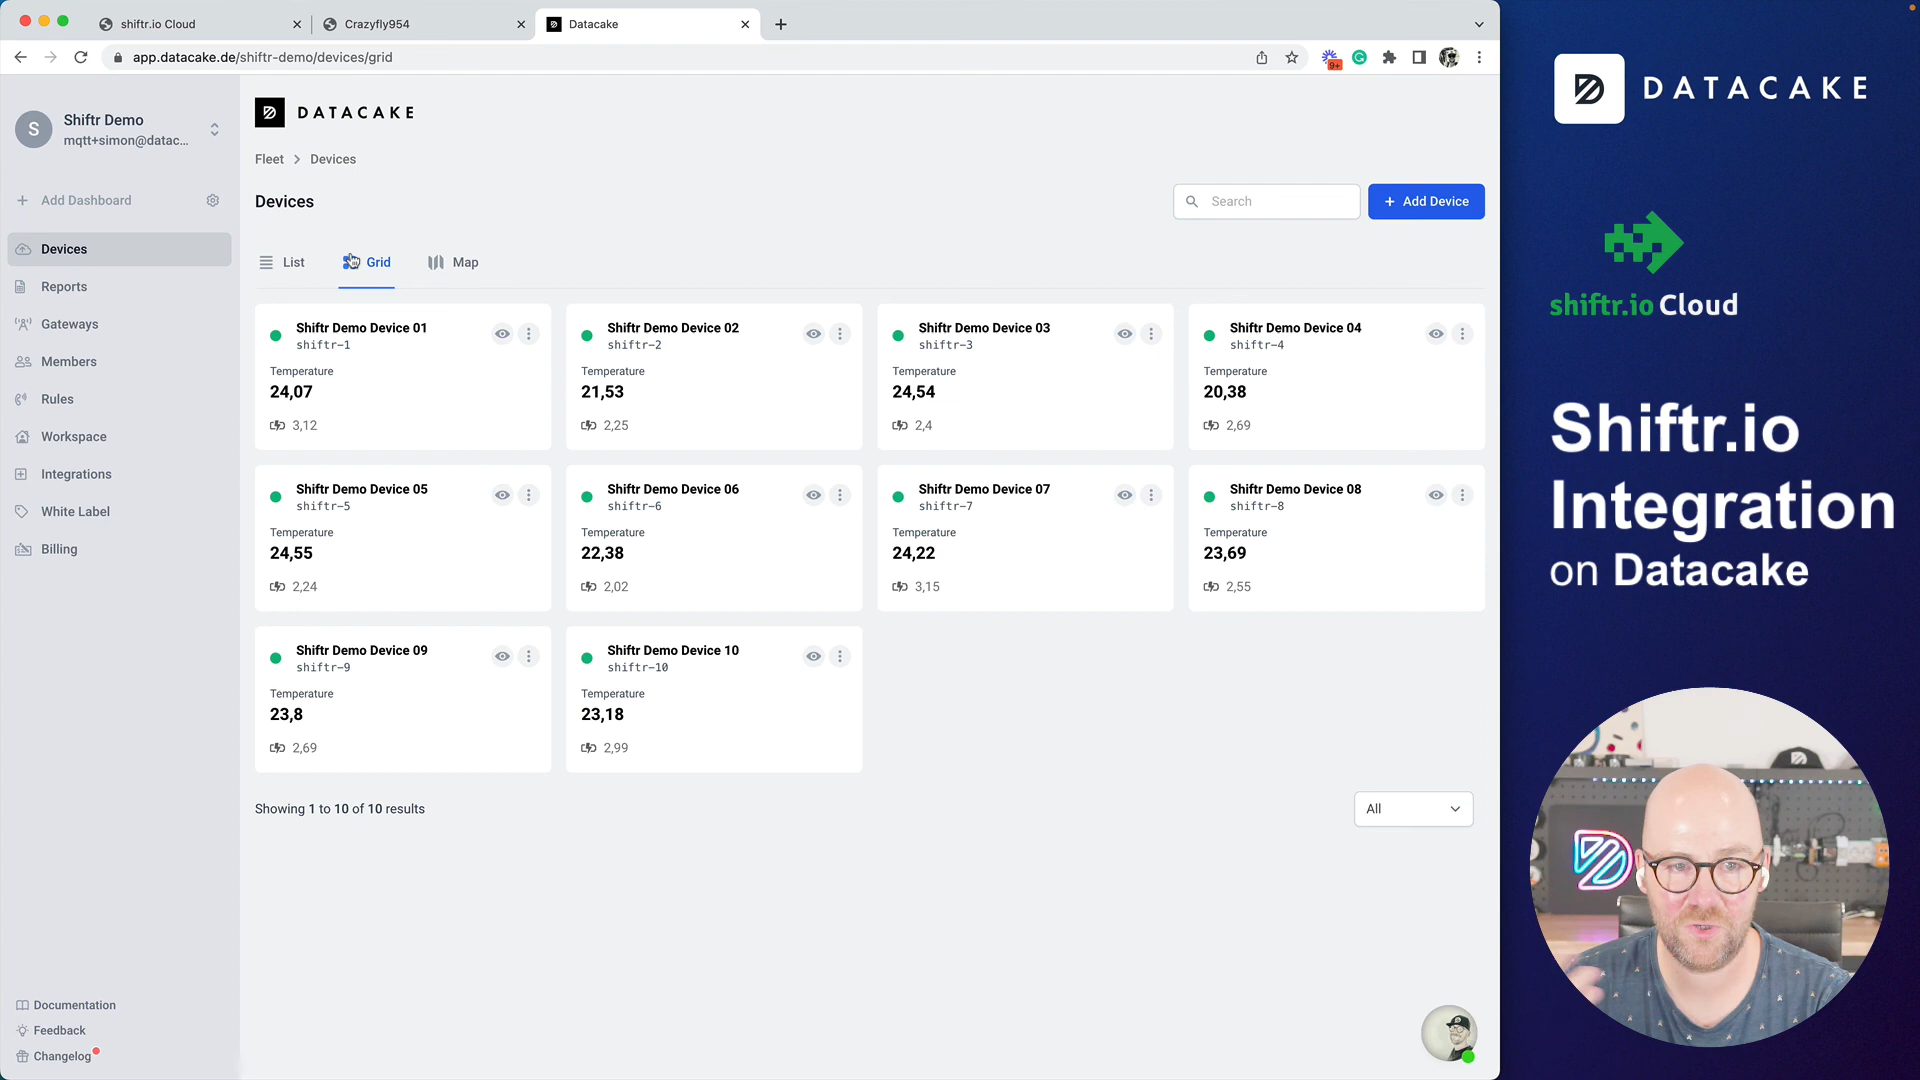 shiftr.io Cloud
Crazyfly954
Datacake
app.datacake.de/shiftr-demo/devices/grid
9+
S
Shiftr Demo
mqtt+simon@datac...
Add Dashboard
Devices
Reports
Gateways
Members
Rules
Workspace
Integrations
White Label
Billing
Documentation
Feedback
Changelog
DATACAKE
Fleet > Devices
Devices
Search
+ Add Device
List
Grid
Map
Shiftr Demo Device 01
shiftr-1
Temperature
24,07
3,12
Shiftr Demo Device 02
shiftr-2
Temperature
21,53
2,25
Shiftr Demo Device 03
shiftr-3
Temperature
24,54
2,4
Shiftr Demo Device 04
shiftr-4
Temperature
20,38
2,69
Shiftr Demo Device 05
shiftr-5
Temperature
24,55
2,24
Shiftr Demo Device 06
shiftr-6
Temperature
22,38
2,02
Shiftr Demo Device 07
shiftr-7
Temperature
24,22
3,15
Shiftr Demo Device 08
shiftr-8
Temperature
23,69
2,55
Shiftr Demo Device 09
shiftr-9
Temperature
23,8
2,69
Shiftr Demo Device 10
shiftr-10
Temperature
23,18
2,99
Showing 1 to 10 of 10 results
All
DATACAKE
shiftr.io Cloud
Shiftr.io
Integration
on Datacake